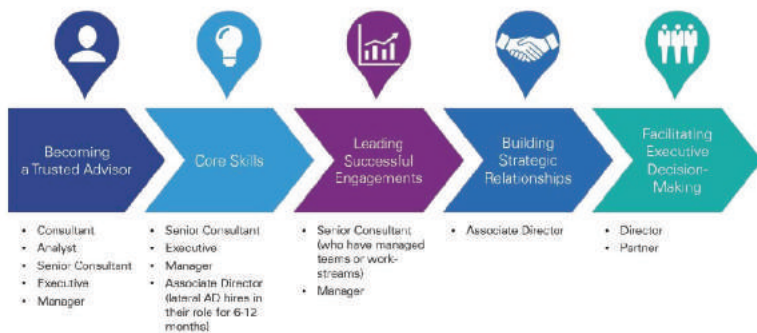 Becoming
a Trusted Advisor
Core Skills
Leading
Successful
Engagements
Building
Strategic
Relationships
Facilitating
Executive
Decision-
Making
• Consultant
• Analyst
• Senior Consultant
• Executive
• Manager
• Senior Consultant
• Executive
• Manager
• Associate Director
(lateral AD hires in
their role for 6-12
months)
• Senior Consultant
(who have managed
teams or work-
streams)
• Manager
• Associate Director
• Director
• Partner